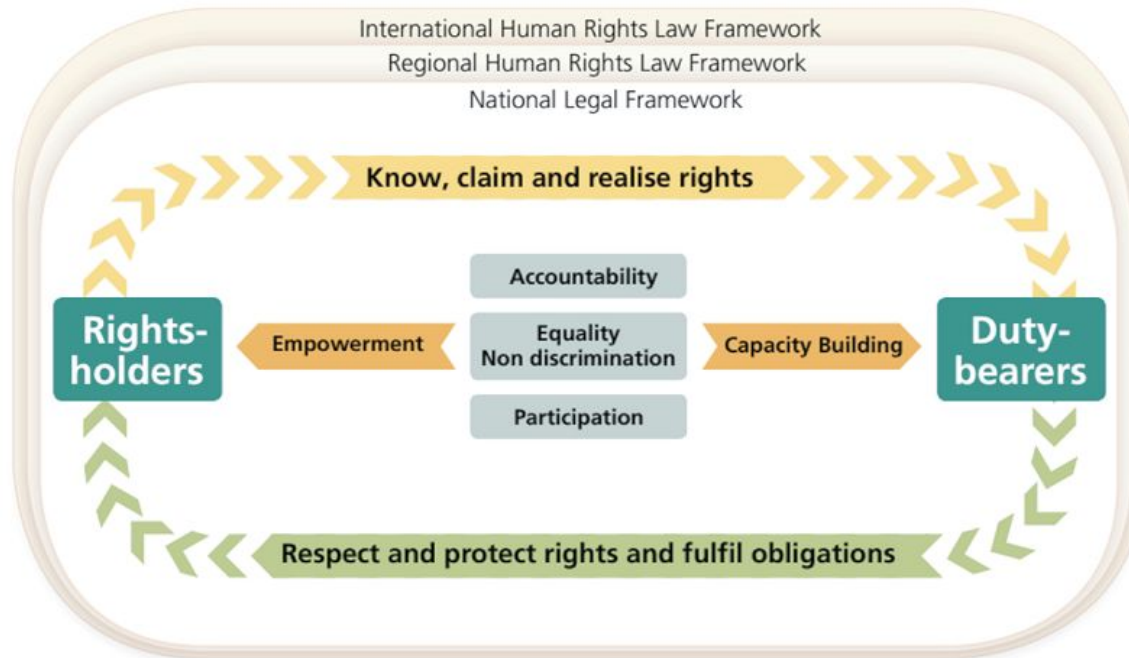 International Human Rights Law Framework
Regional Human Rights Law Framework
National Legal Framework
Know, claim and realise rights
Accountability
Rights-
holders
Empowerment
Equality
Non discrimination
Capacity Building
Duty-
bearers
Participation
Respect and protect rights and fulfil obligations